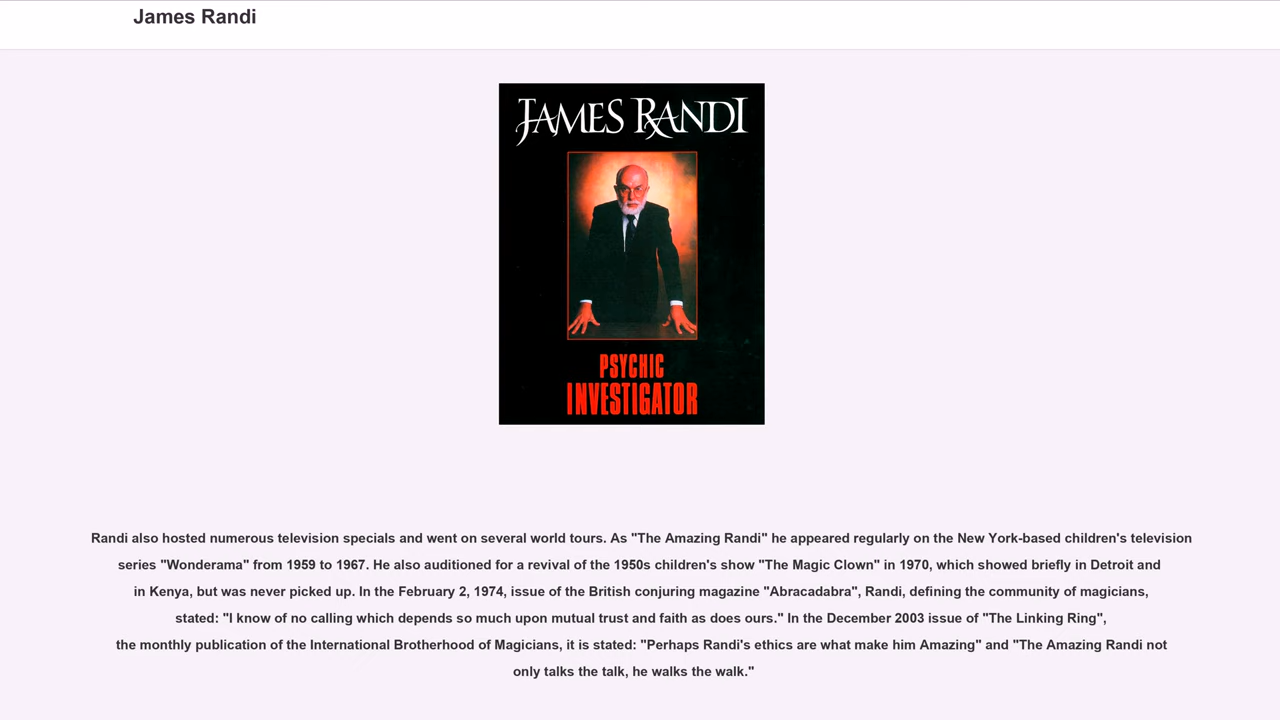 James Randi
JAMES RANDI
PSYCHIC
INVESTIGATOR
Randi also hosted numerous television specials and went on several world tours. As "The Amazing Randi" he appeared regularly on the New York-based children's television
series "Wonderama" from 1959 to 1967. He also auditioned for a revival of the 1950s children's show "The Magic Clown" in 1970, which showed briefly in Detroit and
in Kenya, but was never picked up. In the February 2, 1974, issue of the British conjuring magazine "Abracadabra", Randi, defining the community of magicians,
stated: "I know of no calling which depends so much upon mutual trust and faith as does ours." In the December 2003 issue of "The Linking Ring",
the monthly publication of the International Brotherhood of Magicians, it is stated: "Perhaps Randi's ethics are what make him Amazing" and "The Amazing Randi not
only talks the talk, he walks the walk."